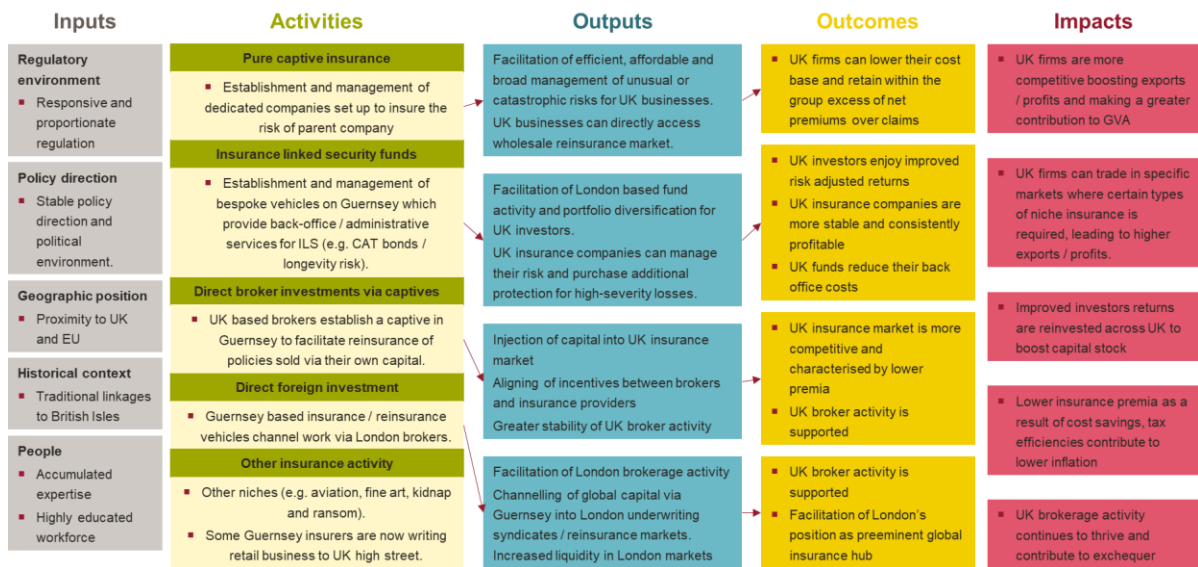 Inputs
Regulatory
environment
Responsive and
proportionate
regulation
Policy direction
Stable policy
direction and
political
environment.
Geographic position
Proximity to UK
and EU
Historical context
Traditional linkages
to British Isles
People
Accumulated
expertise
Highly educated
workforce
Activities
Pure captive insurance
Establishment and management of
dedicated companies set up to insure the
risk of parent company
Insurance linked security funds
Establishment and management of
bespoke vehicles on Guernsey which
provide back-office / administrative
services for ILS (e.g. CAT bonds /
longevity risk).
Direct broker investments via captives
UK based brokers establish a captive in
Guernsey to facilitate reinsurance of
policies sold via their own capital.
Direct foreign investment
Guernsey based insurance / reinsurance
vehicles channel work via London brokers.
Other insurance activity
Other niches (e.g. aviation, fine art, kidnap
and ransom).
Some Guernsey insurers are now writing
retail business to UK high street.
Outputs
Facilitation of efficient, affordable and
broad management of unusual or
catastrophic risks for UK businesses.
UK businesses can directly access
wholesale reinsurance market.
Facilitation of London based fund
activity and portfolio diversification for
UK investors.
UK insurance companies can manage
their risk and purchase additional
protection for high-severity losses.
Injection of capital into UK insurance
market
Aligning of incentives between brokers
and insurance providers
Greater stability of UK broker activity
Facilitation of London brokerage activity
Channelling of global capital via
Guernsey into London underwriting
syndicates / reinsurance markets.
Increased liquidity in London markets
Outcomes
UK firms can lower their cost
base and retain within the
group excess of net
premiums over claims
UK investors enjoy improved
risk adjusted returns
UK insurance companies are
more stable and consistently
profitable
UK funds reduce their back
office costs
UK insurance market is more
competitive and
characterised by lower
premia
UK broker activity is
supported
UK broker activity is
supported
Facilitation of London's
position as preeminent global
insurance hub
Impacts
UK firms are more
competitive boosting exports
/ profits and making a greater
contribution to GVA
UK firms can trade in specific
markets where certain types
of niche insurance is
required, leading to higher
exports / profits.
Improved investors returns
are reinvested across UK to
boost capital stock
Lower insurance premia as a
result of cost savings, tax
efficiencies contribute to
lower inflation
UK brokerage activity
continues to thrive and
contribute to exchequer